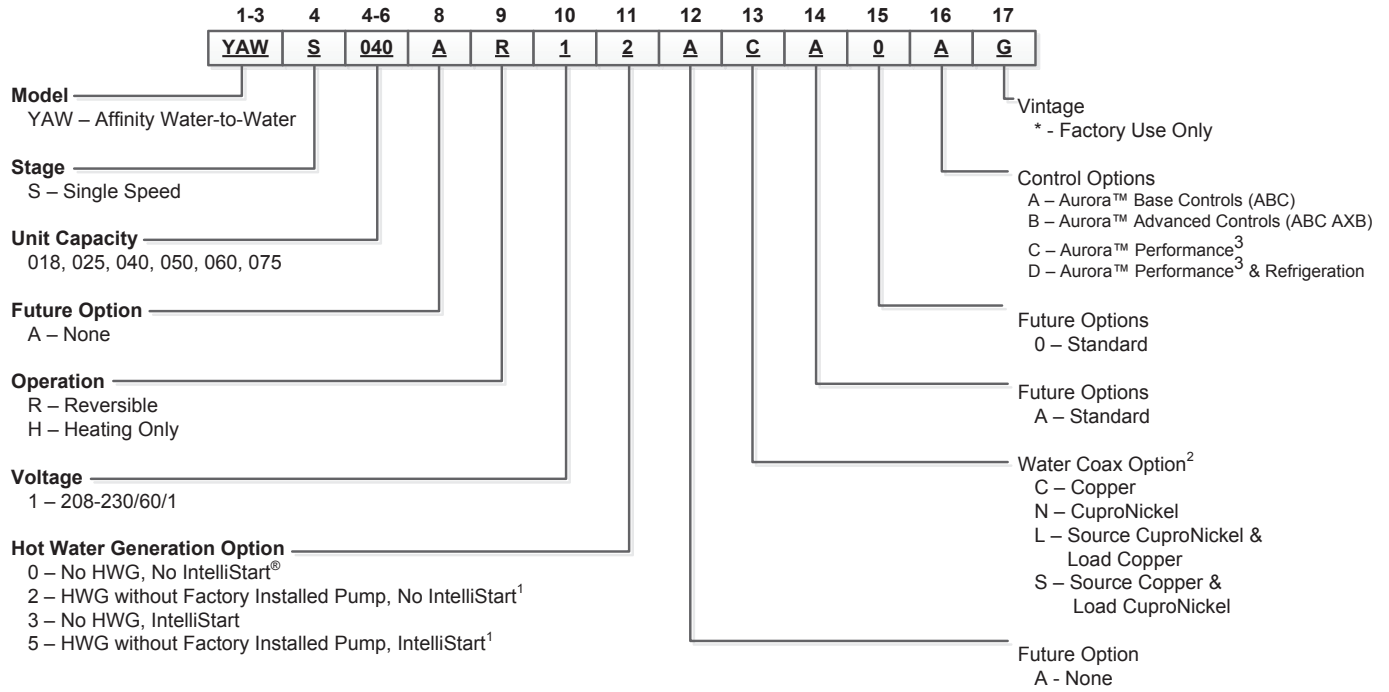 1-3 4 4-6 8 9 10 11 12 13 14 15 16 17
YAW S 040 A R 1 2 A C A 0 A G
Model
YAW – Affinity Water-to-Water
Stage
S – Single Speed
Unit Capacity
018, 025, 040, 050, 060, 075
Future Option
A – None
Operation
R – Reversible
H – Heating Only
Voltage
1 – 208-230/60/1
Hot Water Generation Option
0 – No HWG, No IntelliStart®
2 – HWG without Factory Installed Pump, No IntelliStart¹
3 – No HWG, IntelliStart
5 – HWG without Factory Installed Pump, IntelliStart¹
Vintage
* - Factory Use Only
Control Options
A – Aurora™ Base Controls (ABC)
B – Aurora™ Advanced Controls (ABC AXB)
C – Aurora™ Performance³
D – Aurora™ Performance³ & Refrigeration
Future Options
0 – Standard
Future Options
A – Standard
Water Coax Option²
C – Copper
N – CuproNickel
L – Source CuproNickel &
Load Copper
S – Source Copper &
Load CuproNickel
Future Option
A - None